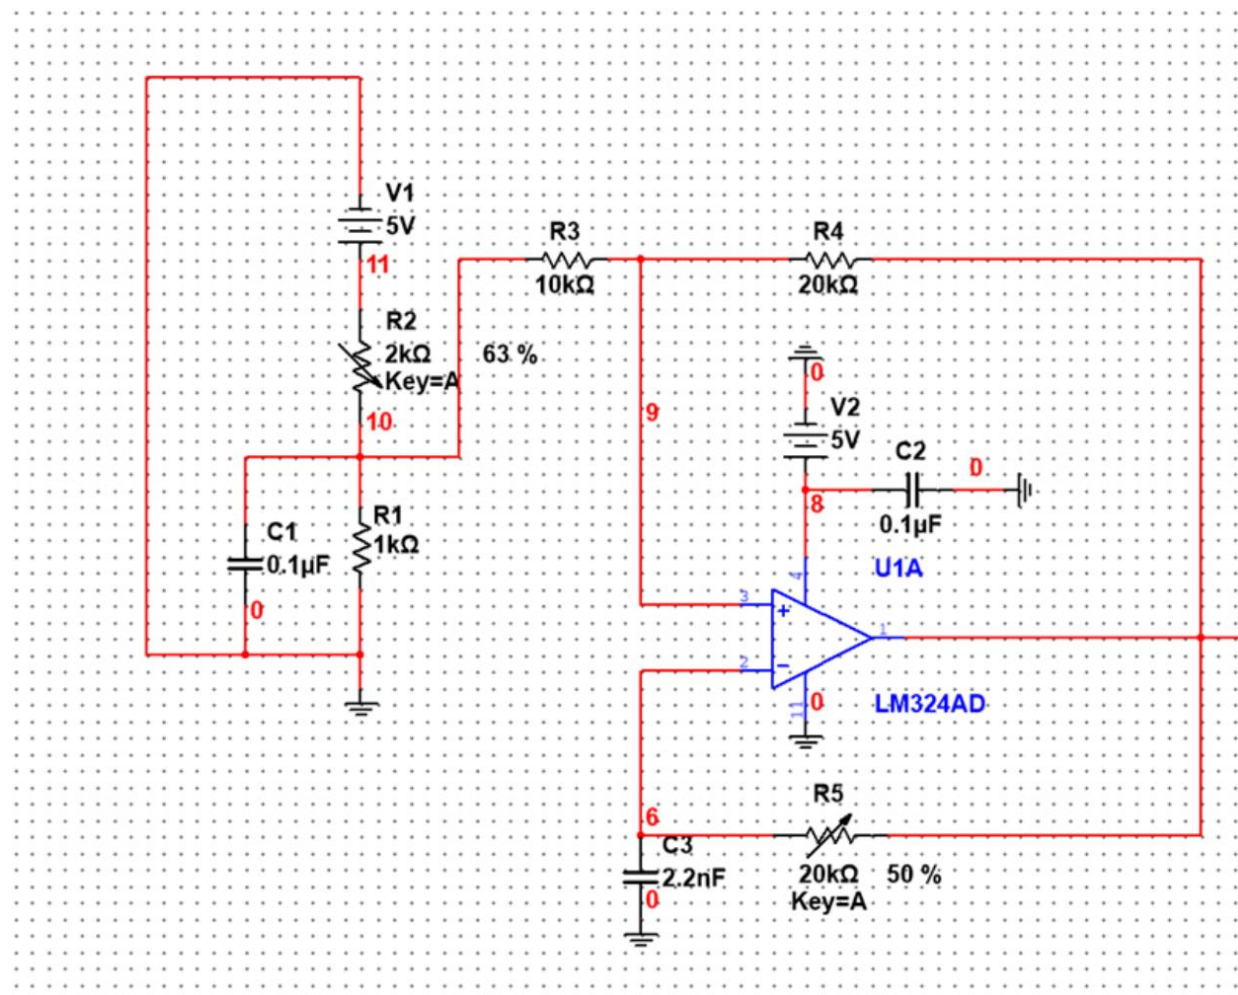 V1
5V
11
R2
2kΩ
63 %
Key=A
10
R3
10kΩ
R4
20kΩ
0
9
V2
5V
C2
0
8
0.1µF
C1
0.1µF
0
R1
1kΩ
4
U1A
3
+
1
2
−
11
0
LM324AD
R5
6
C3
2.2nF
0
20kΩ
50 %
Key=A